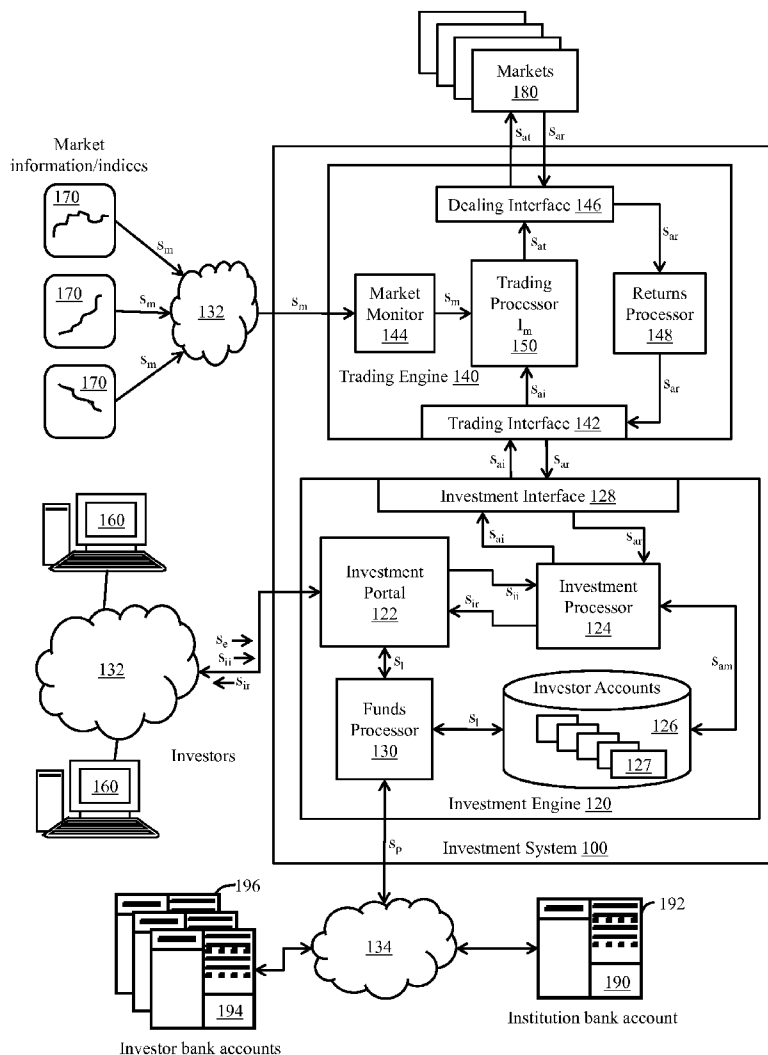 Markets
180
s_at
s_ar
Market
information/indices
170
s_m
170
s_m
170
s_m
132
s_m
Dealing Interface 146
s_at
s_ar
Market
Monitor
144
s_m
Trading
Processor
I_m
150
Returns
Processor
148
Trading Engine 140
s_ai
s_ar
Trading Interface 142
s_ai
s_ar
Investment Interface 128
s_ai
s_ar
160
Investment
Portal
122
s_ii
s_ir
Investment
Processor
124
s_e
s_ii
s_ir
132
s_l
s_am
Funds
Processor
130
s_l
Investor Accounts
126
127
Investors
160
Investment Engine 120
s_p
Investment System 100
196
192
134
194
190
Investor bank accounts
Institution bank account